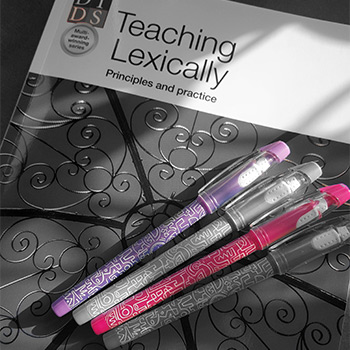 D T
D S
Multi-
award-
winning
series
Teaching
Lexically
Principles and practice